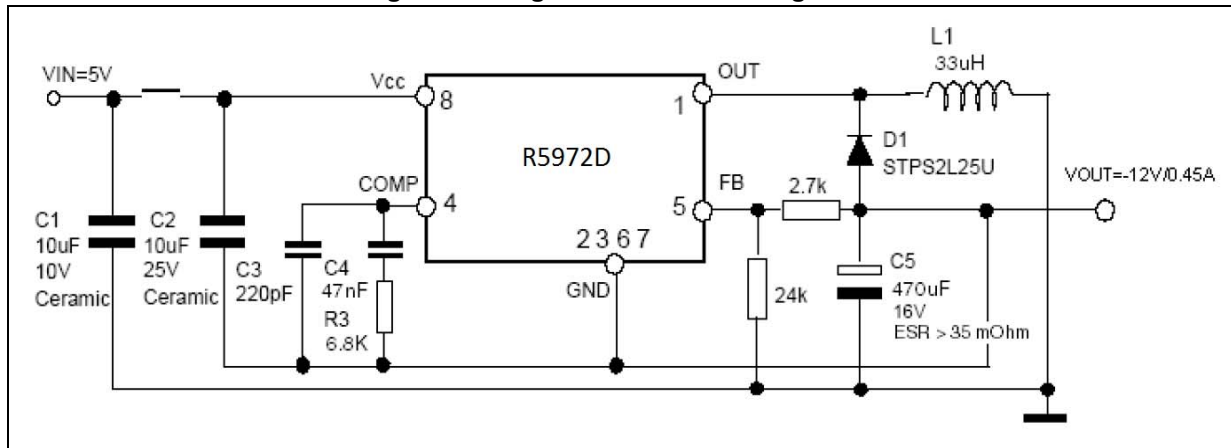 VIN=5V
Vcc
8
OUT
1
L1
33uH
R5972D
D1
STPS2L25U
COMP
4
FB
5
2.7k
VOUT=-12V/0.45A
2 3 6 7
GND
C1
10uF
10V
Ceramic
C2
10uF
25V
Ceramic
C3
220pF
C4
47nF
R3
6.8K
24k
C5
470uF
16V
ESR > 35 mOhm